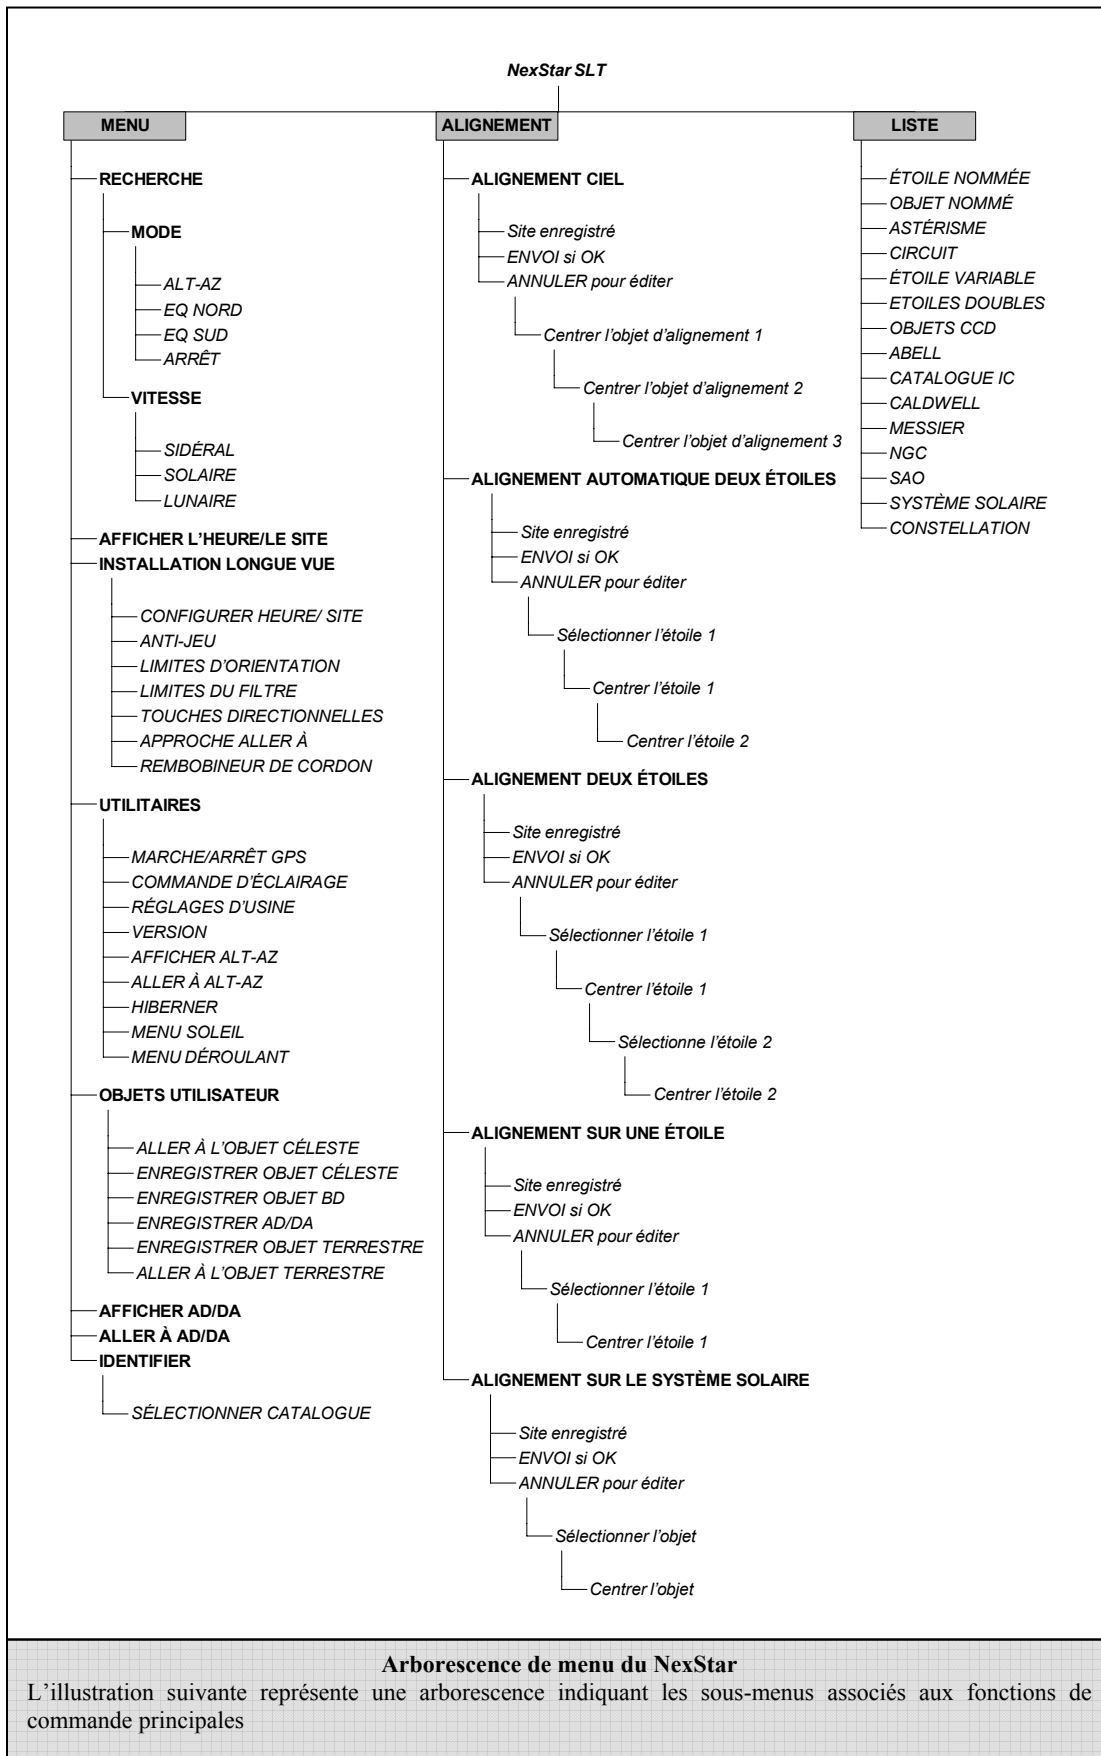 NexStar SLT
MENU
RECHERCHE
MODE
ALT-AZ
EQ NORD
EQ SUD
ARRÊT
VITESSE
SIDÉRAL
SOLAIRE
LUNAIRE
AFFICHER L’HEURE/LE SITE
INSTALLATION LONGUE VUE
CONFIGURER HEURE/ SITE
ANTI-JEU
LIMITES D’ORIENTATION
LIMITES DU FILTRE
TOUCHES DIRECTIONNELLES
APPROCHE ALLER À
REMBOBINEUR DE CORDON
UTILITAIRES
MARCHE/ARRÊT GPS
COMMANDE D’ÉCLAIRAGE
RÉGLAGES D’USINE
VERSION
AFFICHER ALT-AZ
ALLER À ALT-AZ
HIBERNER
MENU SOLEIL
MENU DÉROULANT
OBJETS UTILISATEUR
ALLER À L’OBJET CÉLESTE
ENREGISTRER OBJET CÉLESTE
ENREGISTRER OBJET BD
ENREGISTRER AD/DA
ENREGISTRER OBJET TERRESTRE
ALLER À L’OBJET TERRESTRE
AFFICHER AD/DA
ALLER À AD/DA
IDENTIFIER
SÉLECTIONNER CATALOGUE
ALIGNEMENT
ALIGNEMENT CIEL
Site enregistré
ENVOI si OK
ANNULER pour éditer
Centrer l’objet d’alignement 1
Centrer l’objet d’alignement 2
Centrer l’objet d’alignement 3
ALIGNEMENT AUTOMATIQUE DEUX ÉTOILES
Site enregistré
ENVOI si OK
ANNULER pour éditer
Sélectionner l’étoile 1
Centrer l’étoile 1
Centrer l’étoile 2
ALIGNEMENT DEUX ÉTOILES
Site enregistré
ENVOI si OK
ANNULER pour éditer
Sélectionner l’étoile 1
Centrer l’étoile 1
Sélectionne l’étoile 2
Centrer l’étoile 2
ALIGNEMENT SUR UNE ÉTOILE
Site enregistré
ENVOI si OK
ANNULER pour éditer
Sélectionner l’étoile 1
Centrer l’étoile 1
ALIGNEMENT SUR LE SYSTÈME SOLAIRE
Site enregistré
ENVOI si OK
ANNULER pour éditer
Sélectionner l’objet
Centrer l’objet
LISTE
ÉTOILE NOMMÉE
OBJET NOMMÉ
ASTÉRISME
CIRCUIT
ÉTOILE VARIABLE
ETOILES DOUBLES
OBJETS CCD
ABELL
CATALOGUE IC
CALDWELL
MESSIER
NGC
SAO
SYSTÈME SOLAIRE
CONSTELLATION
Arborescence de menu du NexStar
L’illustration suivante représente une arborescence indiquant les sous-menus associés aux fonctions de
commande principales